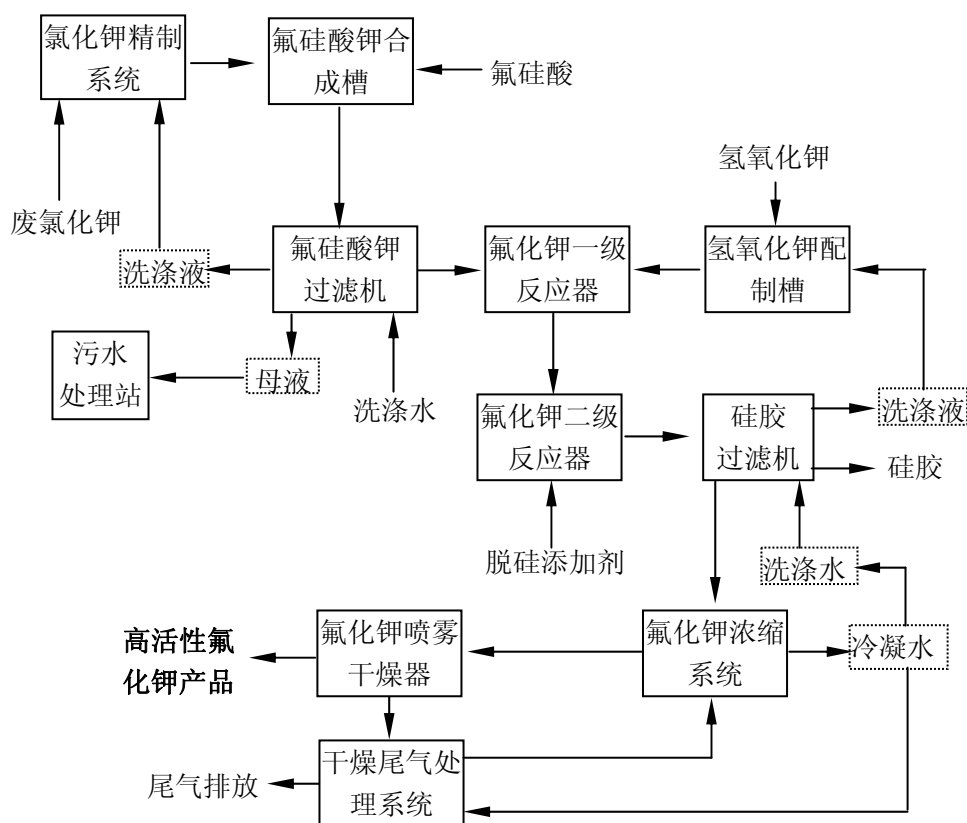 氯化钾精制
系统
氟硅酸钾合
成槽
氟硅酸
氢氧化钾
废氯化钾
洗涤液
氟硅酸钾
过滤机
氟化钾一级
反应器
氢氧化钾配
制槽
污水
处理站
母液
洗涤水
氟化钾二级
反应器
硅胶
过滤机
洗涤液
硅胶
脱硅添加剂
洗涤水
高活性氟
化钾产品
氟化钾喷雾
干燥器
氟化钾浓缩
系统
冷凝水
尾气排放
干燥尾气处
理系统